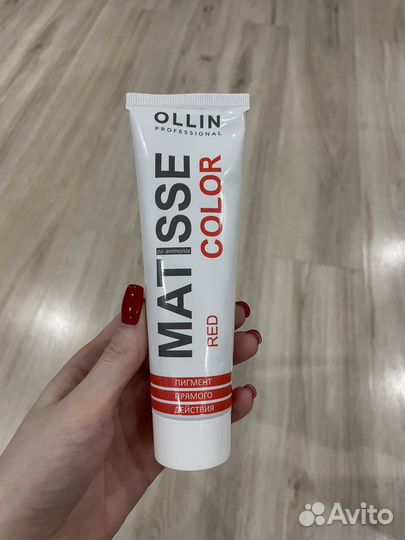 OLLIN
PROFESSIONAL
MATISSE
no ammonia
COLOR
RED
ПИГМЕНТ
ПРЯМОГО
ДЕЙСТВИЯ
Avito